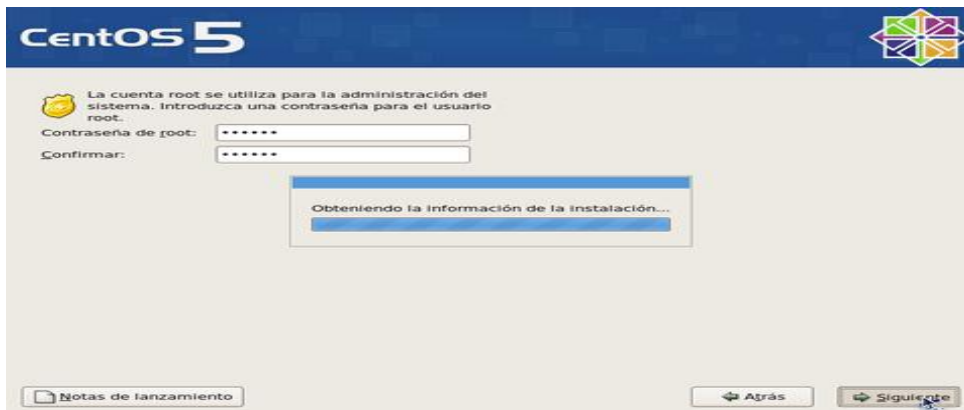 CentOS 5
La cuenta root se utiliza para la administración del
sistema. Introduzca una contraseña para el usuario
root.
Contraseña de root: ••••••
Confirmar: ••••••
Obteniendo la información de la instalación...
Notas de lanzamiento
Atrás
Siguiente